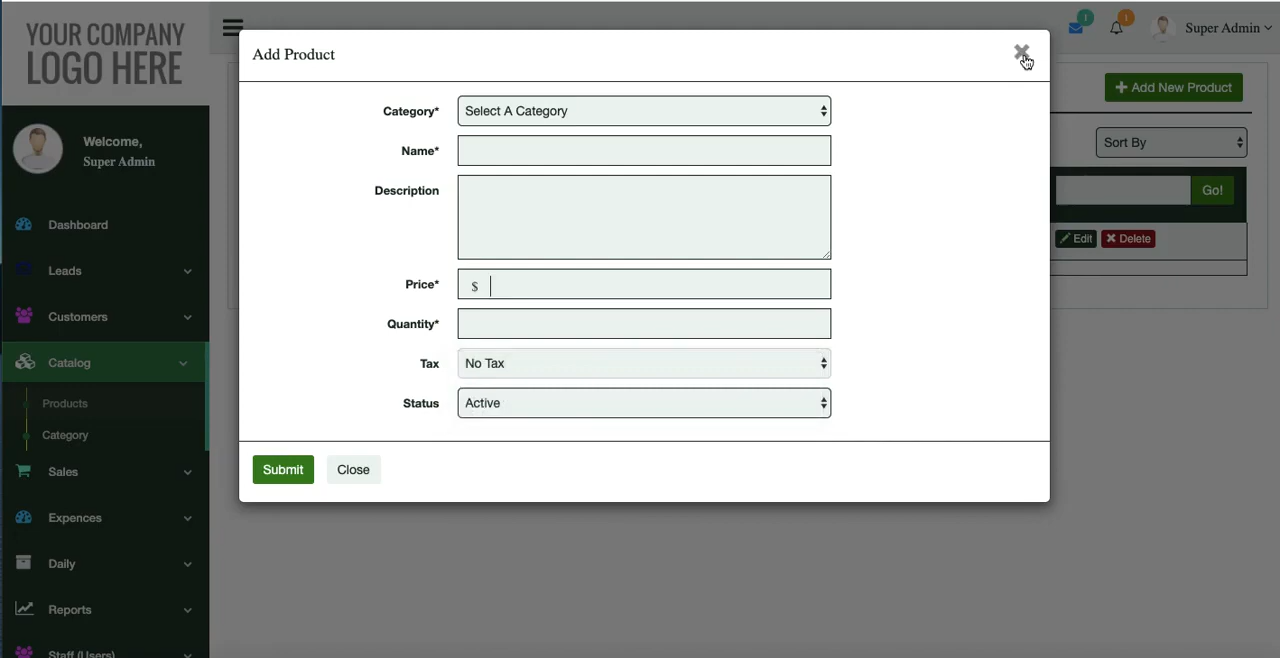 YOUR COMPANY
LOGO HERE
Welcome,
Super Admin
Dashboard
Leads
Customers
Catalog
Products
Category
Sales
Expences
Daily
Reports
Staff (Users)
1
1
Super Admin
Add Product
Category*
Select A Category
Name*
Description
Price*
$
Quantity*
Tax
No Tax
Status
Active
Submit
Close
Add New Product
Sort By
Go!
Edit
Delete